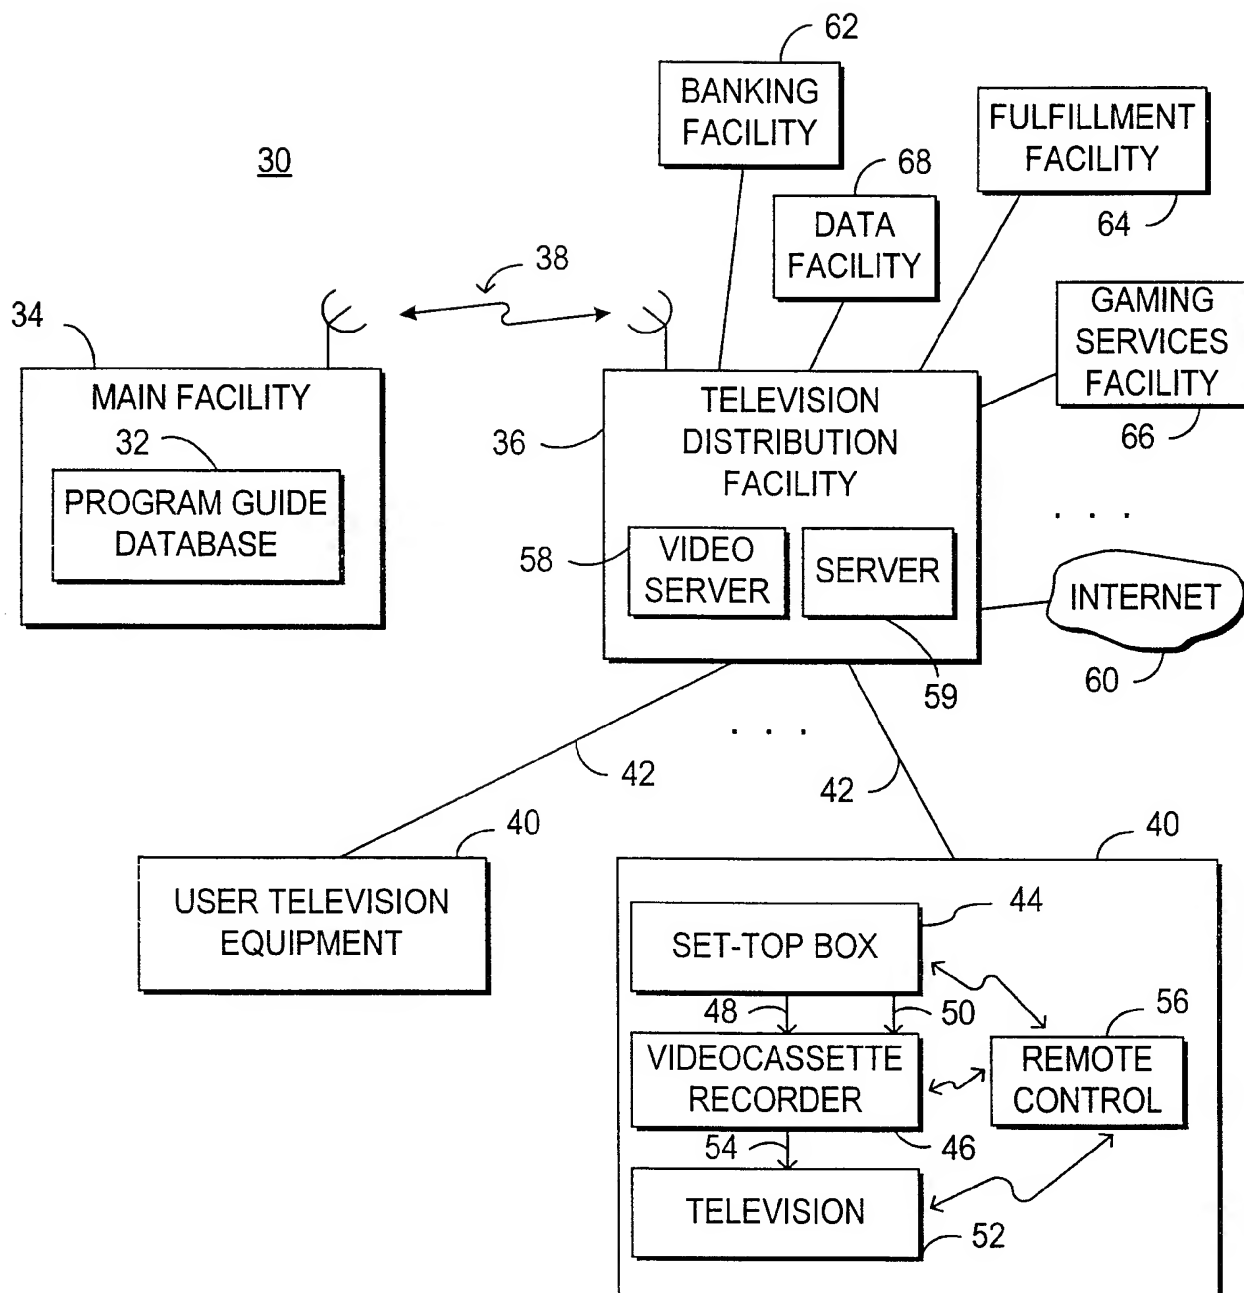 62
BANKING
FACILITY
FULFILLMENT
FACILITY
64
30
68
DATA
FACILITY
38
34
GAMING
SERVICES
FACILITY
66
MAIN FACILITY
32
PROGRAM GUIDE
DATABASE
36
TELEVISION
DISTRIBUTION
FACILITY
58
VIDEO
SERVER
SERVER
59
. . .
INTERNET
60
. . .
42
42
40
USER TELEVISION
EQUIPMENT
40
44
SET-TOP BOX
48
50
56
VIDEOCASSETTE
RECORDER
REMOTE
CONTROL
54
46
TELEVISION
52